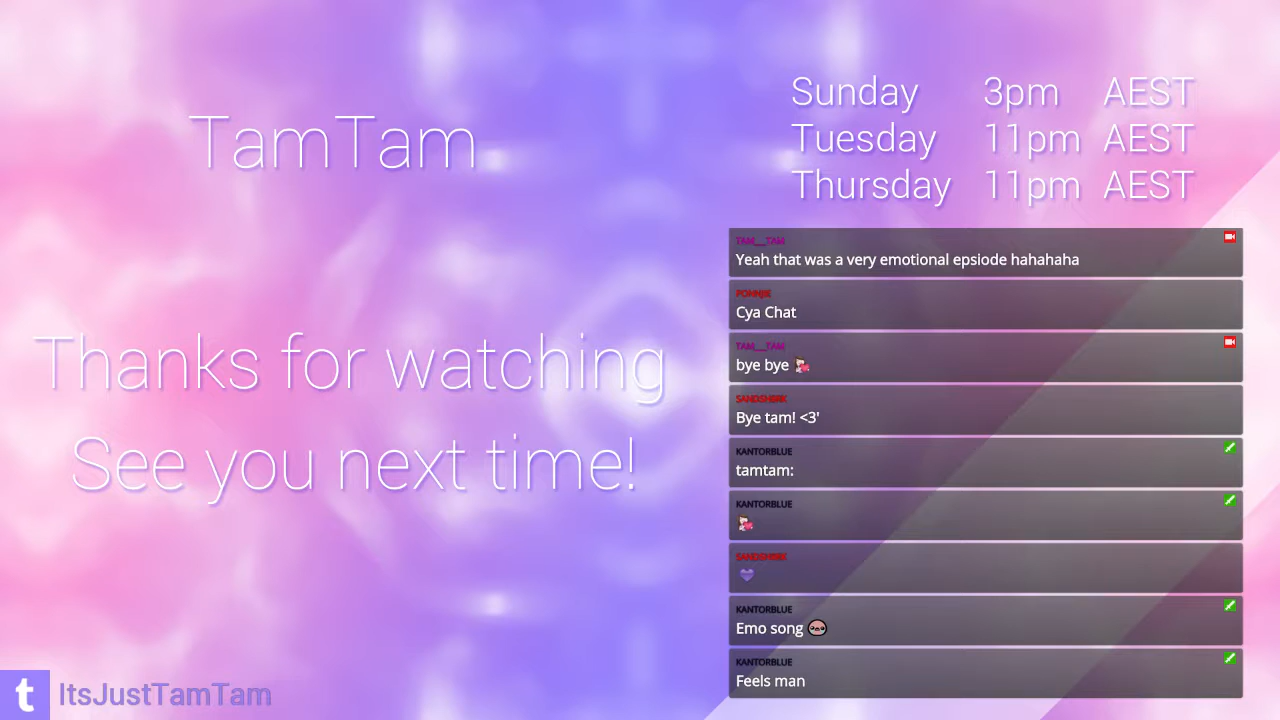 TamTam
Sunday 3pm AEST
Tuesday 11pm AEST
Thursday 11pm AEST
Thanks for watching
See you next time!
TAM__TAM
Yeah that was a very emotional epsiode hahahaha
Cya Chat
TAM__TAM
bye bye
Bye tam! <3'
KANTORBLUE
tamtam:
KANTORBLUE
KANTORBLUE
Emo song
KANTORBLUE
Feels man
t ItsJustTamTam